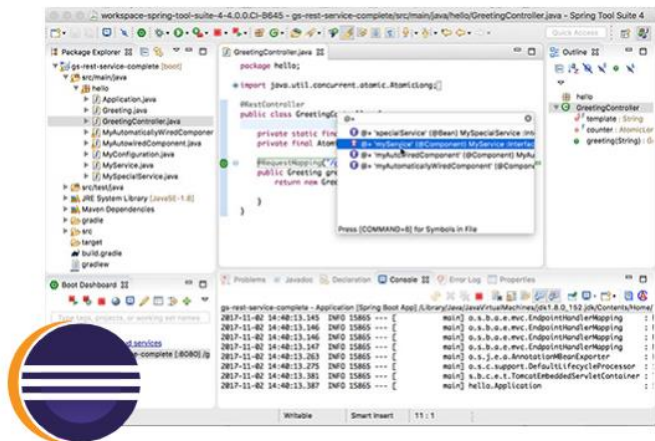 workspace-spring-tool-suite-4-4.0.0.CI-B645 - gs-rest-service-complete/src/main/java/hello/GreetingController.java - Spring Tool Suite 4
Quick Access
Package Explorer
gs-rest-service-complete [boot]
src/main/java
hello
Application.java
Greeting.java
GreetingController.java
MyAutomaticallyWiredComponer
MyAutowiredComponent.java
MyConfiguration.java
MyService.java
MySpecialService.java
src/test/java
JRE System Library [JavaSE-1.8]
Maven Dependencies
gradle
src
target
build.gradle
gradlew
GreetingController.java
package hello;
import java.util.concurrent.atomic.AtomicLong;
@RestController
public class GreetingC
private static fin
private final Atom
@RequestMapping("/g
public Greeting gre
return new Gree
}
}
@+
@+ 'specialService' (@Bean) MySpecialService
@+ 'myService' (@Component) MyService
@+ 'myAutowiredComponent' (@Component) MyAu
@+ 'myAutomaticallyWiredComponent' (@Compone
Press [COMMAND+8] for Symbols in File
Outline
hello
GreetingController
template : String
counter : AtomicLor
greeting(String) : G
Boot Dashboard
Type tags, projects, or working set names
services
complete [:8080]
Problems
Javadoc
Declaration
Console
Error Log
Properties
gs-rest-service-complete - Application [Spring Boot App] /Library/Java/JavaVirtualMachines/jdk1.8.0_152.jdk/Contents/Home/
2017-11-02 14:40:13.145 INFO 15865 --- [ main] o.s.b.a.e.mvc.EndpointHandlerMapping :
2017-11-02 14:40:13.146 INFO 15865 --- [ main] o.s.b.a.e.mvc.EndpointHandlerMapping :
2017-11-02 14:40:13.146 INFO 15865 --- [ main] o.s.b.a.e.mvc.EndpointHandlerMapping :
2017-11-02 14:40:13.147 INFO 15865 --- [ main] o.s.b.a.e.mvc.EndpointHandlerMapping :
2017-11-02 14:40:13.263 INFO 15865 --- [ main] o.s.j.e.a.AnnotationMBeanExporter :
2017-11-02 14:40:13.275 INFO 15865 --- [ main] o.s.c.support.DefaultLifecycleProcessor :
2017-11-02 14:40:13.381 INFO 15865 --- [ main] s.b.c.e.t.TomcatEmbeddedServletContainer :
2017-11-02 14:40:13.387 INFO 15865 --- [ main] hello.Application :
Writable
Smart Insert
11 : 1